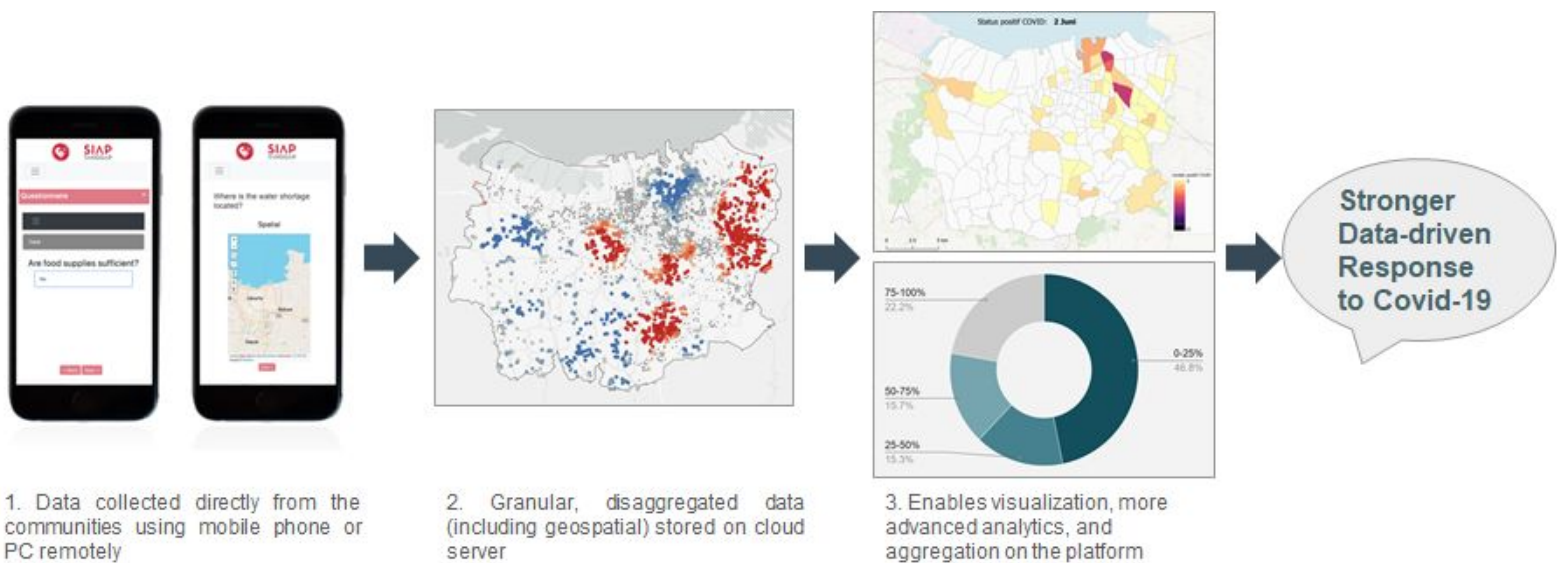 SIAP
Questionnaire
Are food supplies sufficient?
No
SIAP
Where is the water shortage
located?
Spatial
Status positif COVID: 2 Juni
75-100%
22.2%
0-25%
46.8%
50-75%
15.7%
25-50%
15.3%
Stronger
Data-driven
Response
to Covid-19
1. Data collected directly from the
communities using mobile phone or
PC remotely
2. Granular, disaggregated data
(including geospatial) stored on cloud
server
3. Enables visualization, more
advanced analytics, and
aggregation on the platform